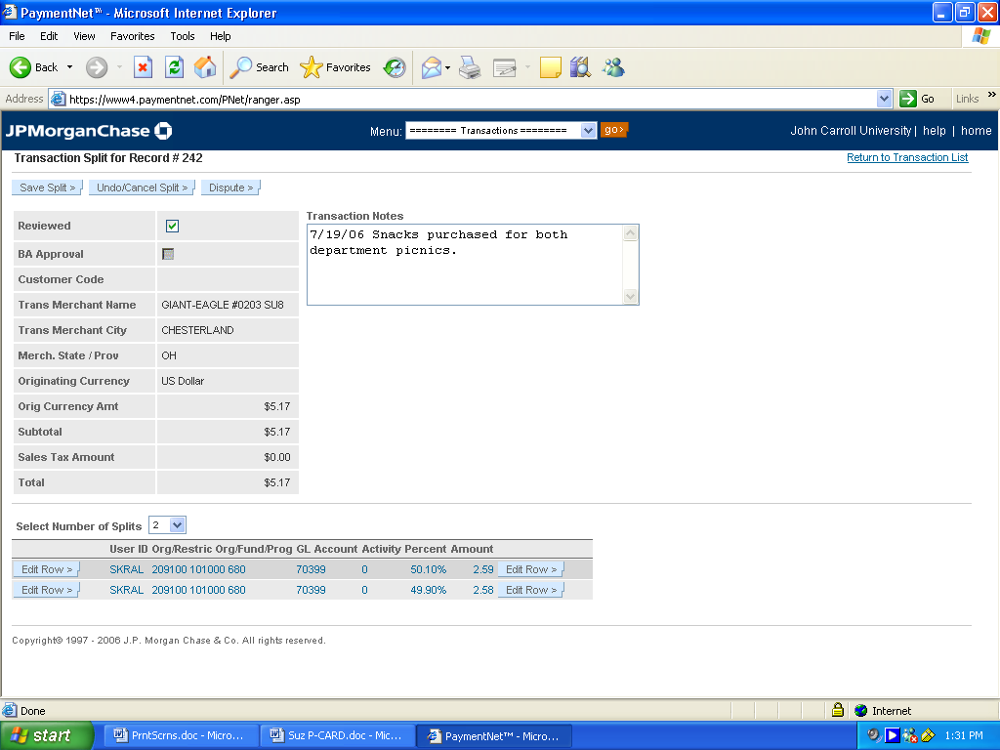 PaymentNet™ - Microsoft Internet Explorer
File Edit View Favorites Tools Help
Back Search Favorites
Address https://www4.paymentnet.com/PNet/ranger.asp Go Links »
JPMorganChase Menu: ======== Transactions ======== go› John Carroll University | help | home
Transaction Split for Record # 242 Return to Transaction List
Save Split > Undo/Cancel Split > Dispute >
Transaction Notes
Reviewed
7/19/06 Snacks purchased for both
department picnics.
BA Approval
Customer Code
Trans Merchant Name GIANT-EAGLE #0203 SU8
Trans Merchant City CHESTERLAND
Merch. State / Prov OH
Originating Currency US Dollar
Orig Currency Amt $5.17
Subtotal $5.17
Sales Tax Amount $0.00
Total $5.17
Select Number of Splits 2
User ID Org/Restric Org/Fund/Prog GL Account Activity Percent Amount
Edit Row > SKRAL 209100 101000 680 70399 0 50.10% 2.59 Edit Row >
Edit Row > SKRAL 209100 101000 680 70399 0 49.90% 2.58 Edit Row >
Copyright© 1997 - 2006 J.P. Morgan Chase & Co. All rights reserved.
Done Internet
start PrntScrns.doc - Micro... Suz P-CARD.doc - Mic... PaymentNet™ - Micro... 1:31 PM